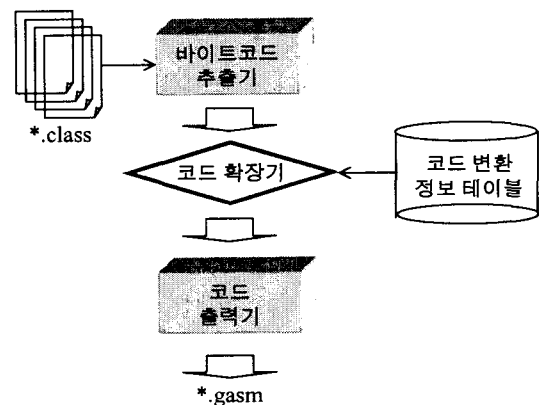 바이트코드
추출기
*.class
코드 확장기
코드 변환
정보 테이블
코드
출력기
*.gasm